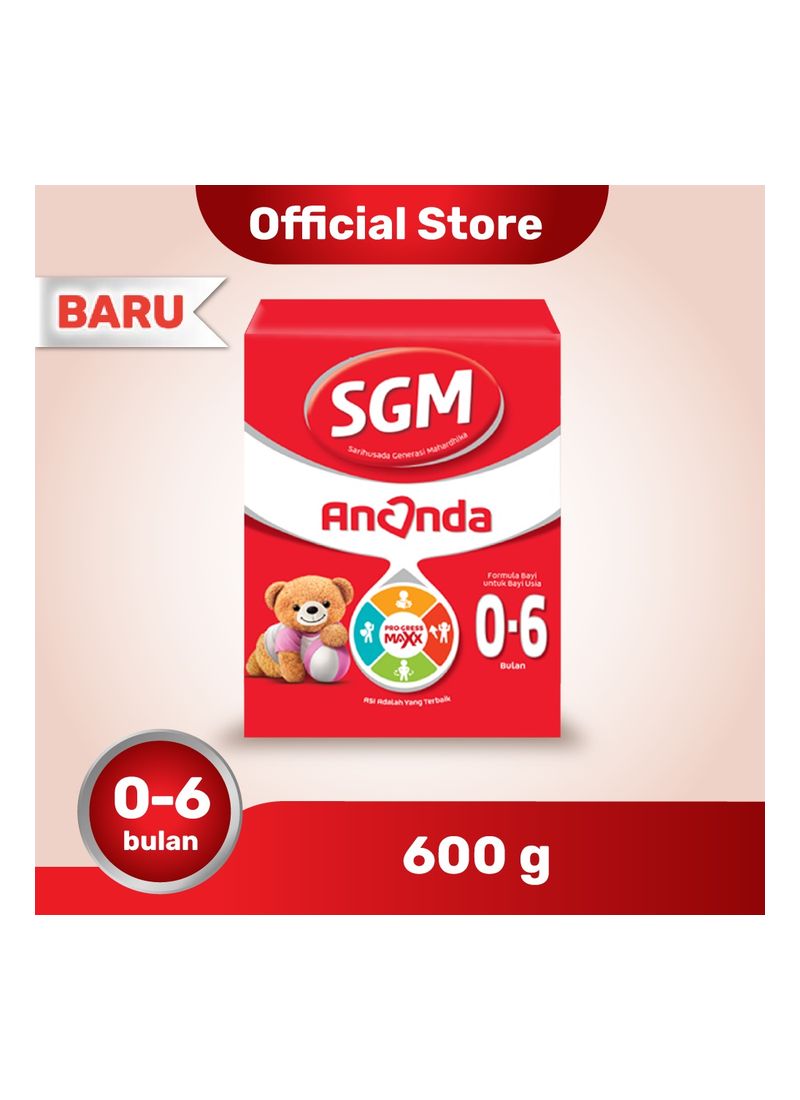 Official Store
BARU
SGM
Sarihusada Generasi Mahardhika
Ananda
Formula Bayi
untuk Bayi Usia
0-6
Bulan
PRO-GRESS
MAXX
ASI Adalah Yang Terbaik
0-6
bulan
600 g